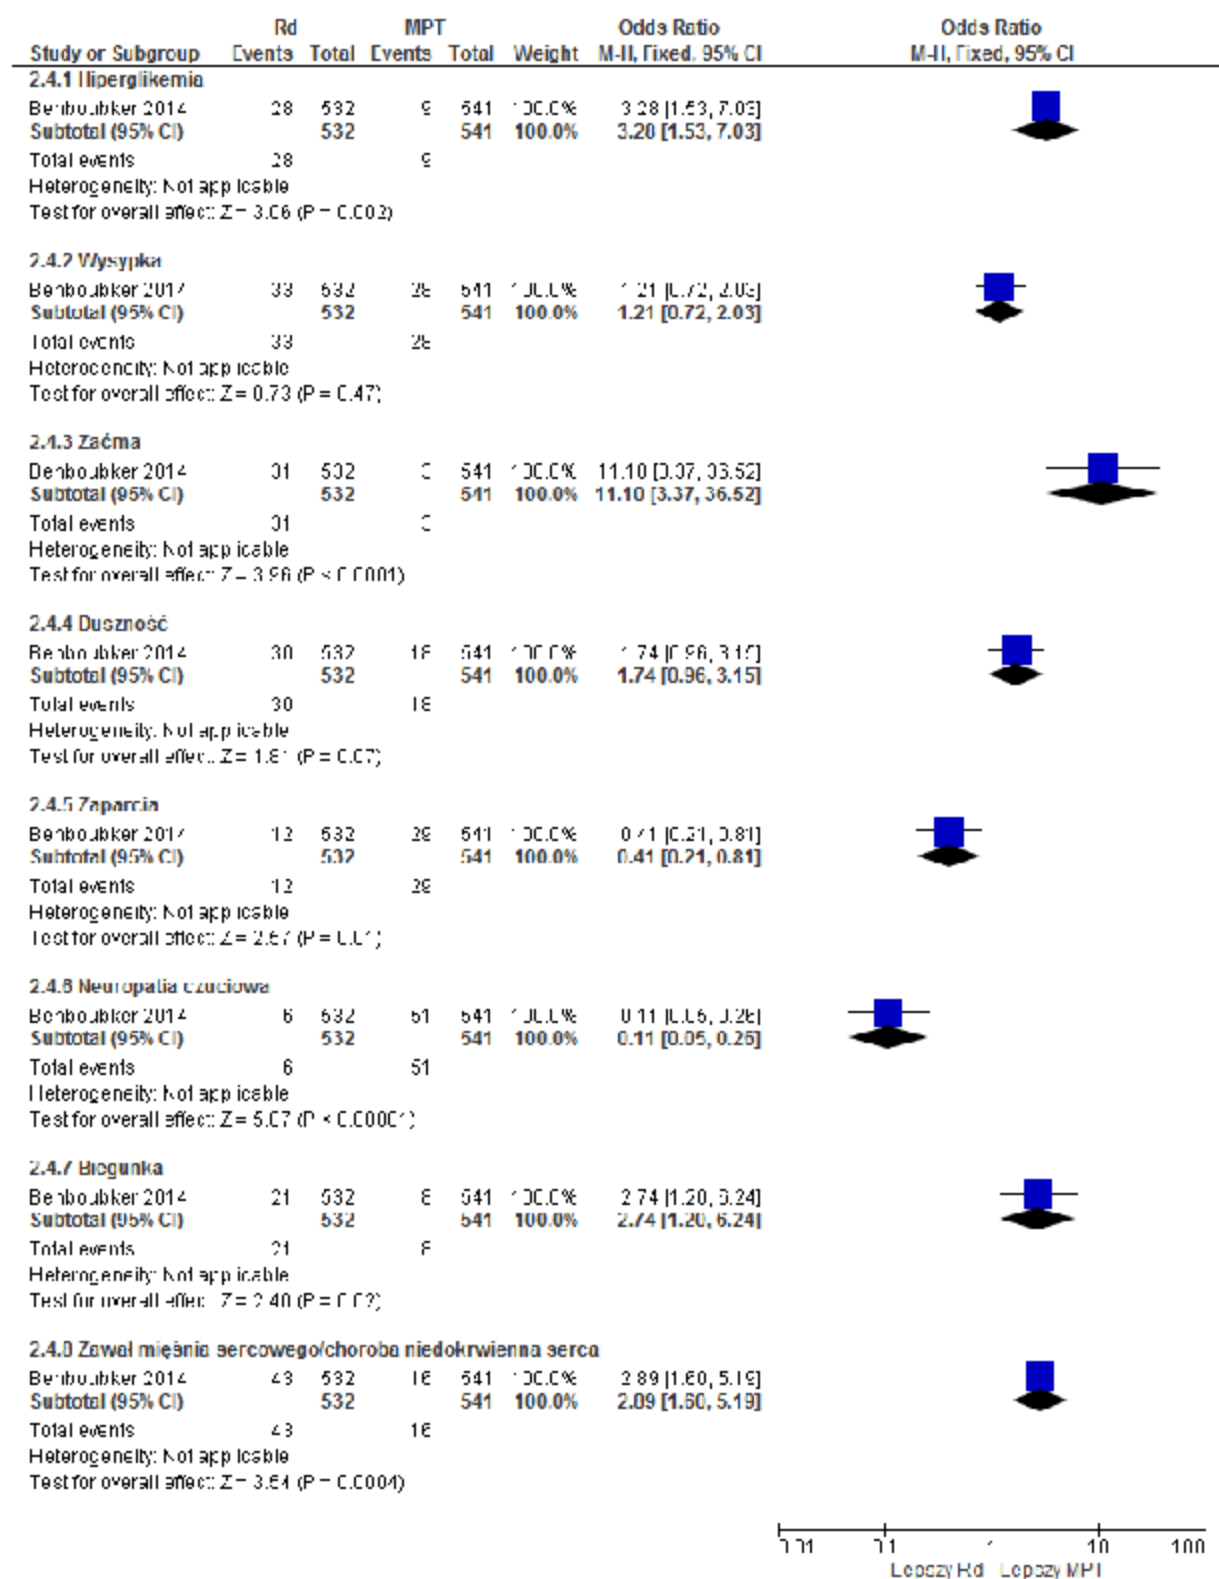 Rd MPT Odds Ratio Odds Ratio
Study or Subgroup Events Total Events Total Weight M-H, Fixed, 95% CI M-H, Fixed, 95% CI
2.4.1 Hiperglikemia
Benboubker 2014 28 532 9 541 100.0% 3.28 [1.53, 7.03]
Subtotal (95% CI) 532 541 100.0% 3.28 [1.53, 7.03]
Total events 28 9
Heterogeneity: Not applicable
Test for overall effect: Z = 3.06 (P = 0.002)
2.4.2 Wysypka
Benboubker 2014 33 532 28 541 100.0% 1.21 [0.72, 2.03]
Subtotal (95% CI) 532 541 100.0% 1.21 [0.72, 2.03]
Total events 33 28
Heterogeneity: Not applicable
Test for overall effect: Z = 0.73 (P = 0.47)
2.4.3 Zaćma
Benboubker 2014 31 532 3 541 100.0% 11.10 [3.37, 36.52]
Subtotal (95% CI) 532 541 100.0% 11.10 [3.37, 36.52]
Total events 31 3
Heterogeneity: Not applicable
Test for overall effect: Z = 3.96 (P < 0.0001)
2.4.4 Duszność
Benboubker 2014 30 532 18 541 100.0% 1.74 [0.96, 3.15]
Subtotal (95% CI) 532 541 100.0% 1.74 [0.96, 3.15]
Total events 30 18
Heterogeneity: Not applicable
Test for overall effect: Z = 1.81 (P = 0.07)
2.4.5 Zaparcia
Benboubker 2014 12 532 29 541 100.0% 0.41 [0.21, 0.81]
Subtotal (95% CI) 532 541 100.0% 0.41 [0.21, 0.81]
Total events 12 29
Heterogeneity: Not applicable
Test for overall effect: Z = 2.57 (P = 0.01)
2.4.6 Neuropatia czuciowa
Benboubker 2014 6 532 51 541 100.0% 0.11 [0.05, 0.26]
Subtotal (95% CI) 532 541 100.0% 0.11 [0.05, 0.26]
Total events 6 51
Heterogeneity: Not applicable
Test for overall effect: Z = 5.07 (P < 0.00001)
2.4.7 Biegunka
Benboubker 2014 21 532 8 541 100.0% 2.74 [1.20, 6.24]
Subtotal (95% CI) 532 541 100.0% 2.74 [1.20, 6.24]
Total events 21 8
Heterogeneity: Not applicable
Test for overall effect: Z = 2.40 (P = 0.02)
2.4.8 Zawał mięśnia sercowego/choroba niedokrwienna serca
Benboubker 2014 43 532 16 541 100.0% 2.89 [1.60, 5.19]
Subtotal (95% CI) 532 541 100.0% 2.89 [1.60, 5.19]
Total events 43 16
Heterogeneity: Not applicable
Test for overall effect: Z = 3.54 (P = 0.0004)
0.01 0.1 1 10 100
Lepszy Rd Lepszy MPT